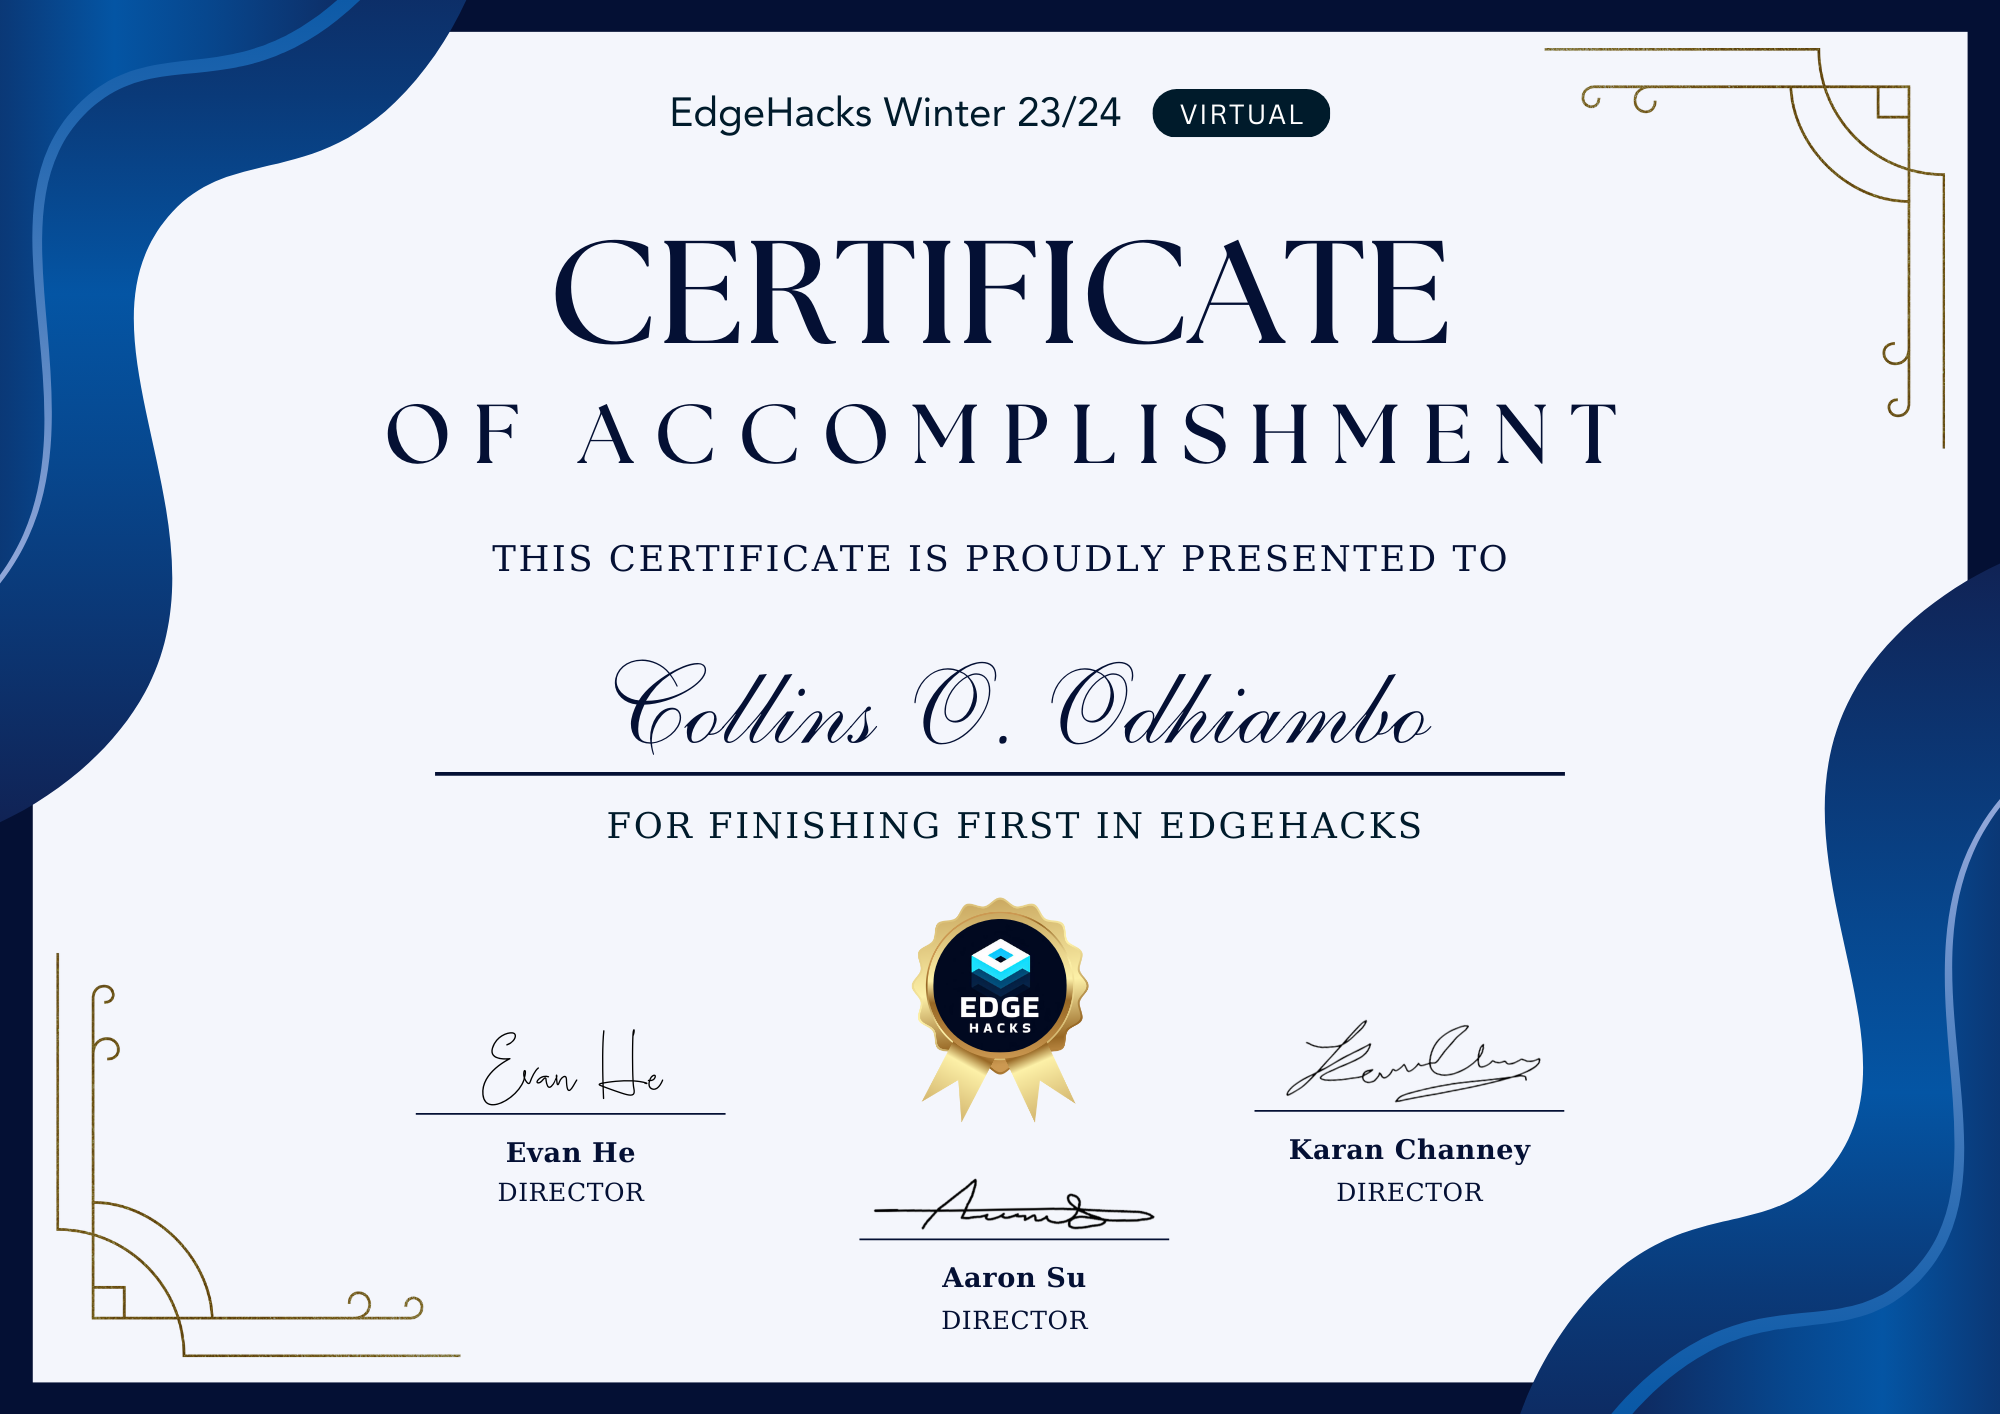 EdgeHacks Winter 23/24 VIRTUAL
CERTIFICATE
OF ACCOMPLISHMENT
THIS CERTIFICATE IS PROUDLY PRESENTED TO
Collins O. Odhiambo
FOR FINISHING FIRST IN EDGEHACKS
EDGE
HACKS
Evan He
Evan He
DIRECTOR
Karan Channey
DIRECTOR
Aaron Su
DIRECTOR